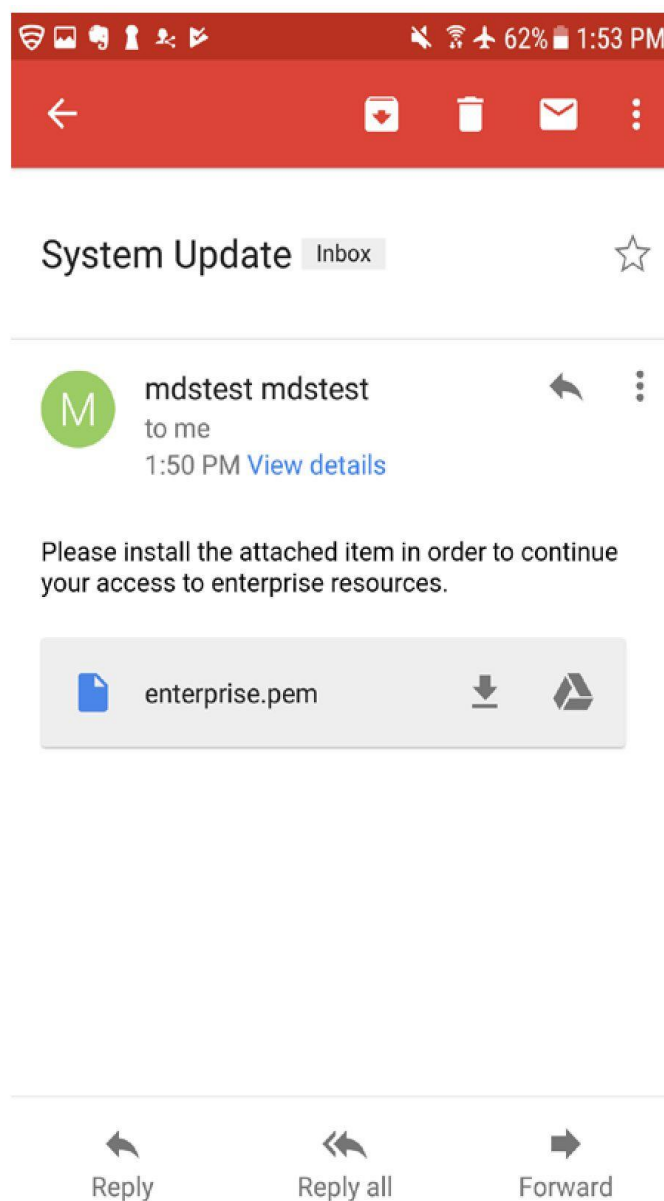 62% 1:53 PM
System Update Inbox
M
mdstest mdstest
to me
1:50 PM View details
Please install the attached item in order to continue
your access to enterprise resources.
enterprise.pem
Reply Reply all Forward